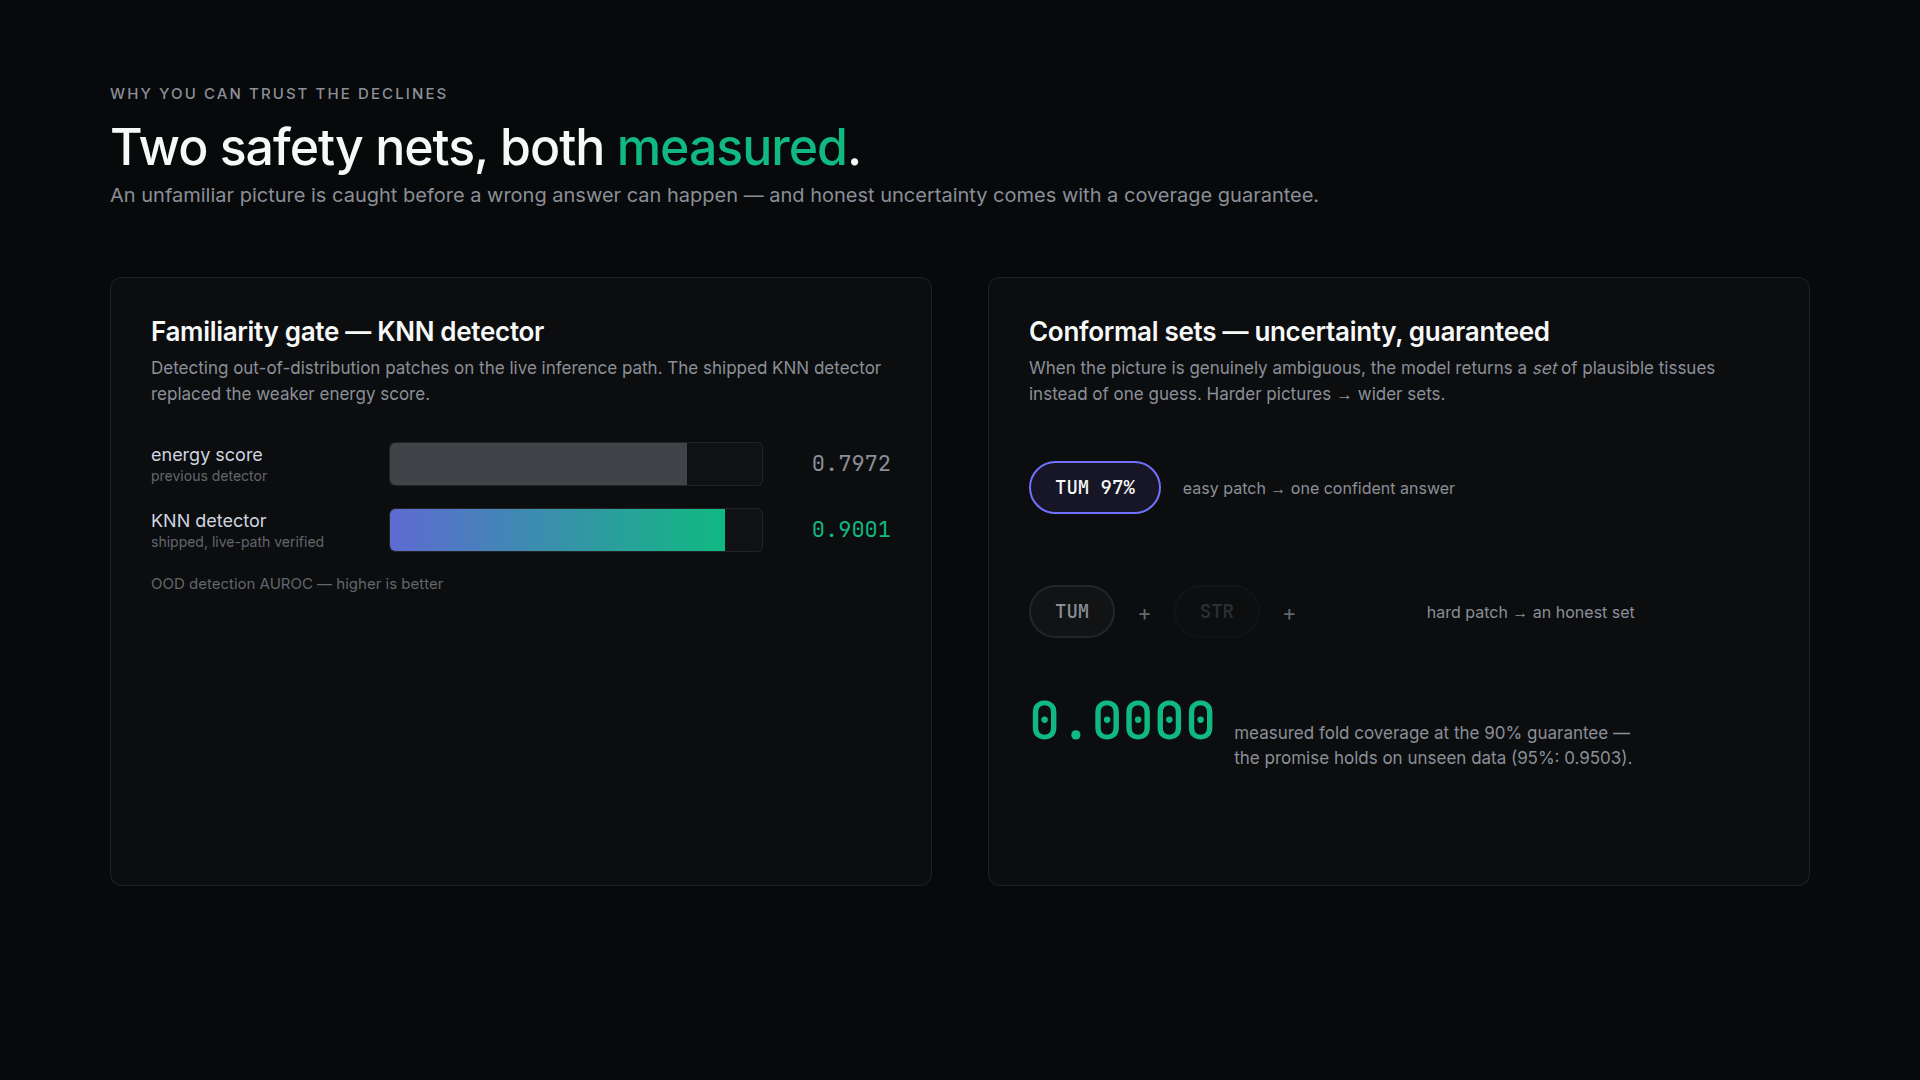 WHY YOU CAN TRUST THE DECLINES
Two safety nets, both measured.
An unfamiliar picture is caught before a wrong answer can happen — and honest uncertainty comes with a coverage guarantee.
Familiarity gate — KNN detector
Detecting out-of-distribution patches on the live inference path. The shipped KNN detector
replaced the weaker energy score.
energy score
previous detector
0.7972
KNN detector
shipped, live-path verified
0.9001
OOD detection AUROC — higher is better
Conformal sets — uncertainty, guaranteed
When the picture is genuinely ambiguous, the model returns a set of plausible tissues
instead of one guess. Harder pictures → wider sets.
TUM 97%
easy patch → one confident answer
TUM + STR +
hard patch → an honest set
0.0000
measured fold coverage at the 90% guarantee —
the promise holds on unseen data (95%: 0.9503).